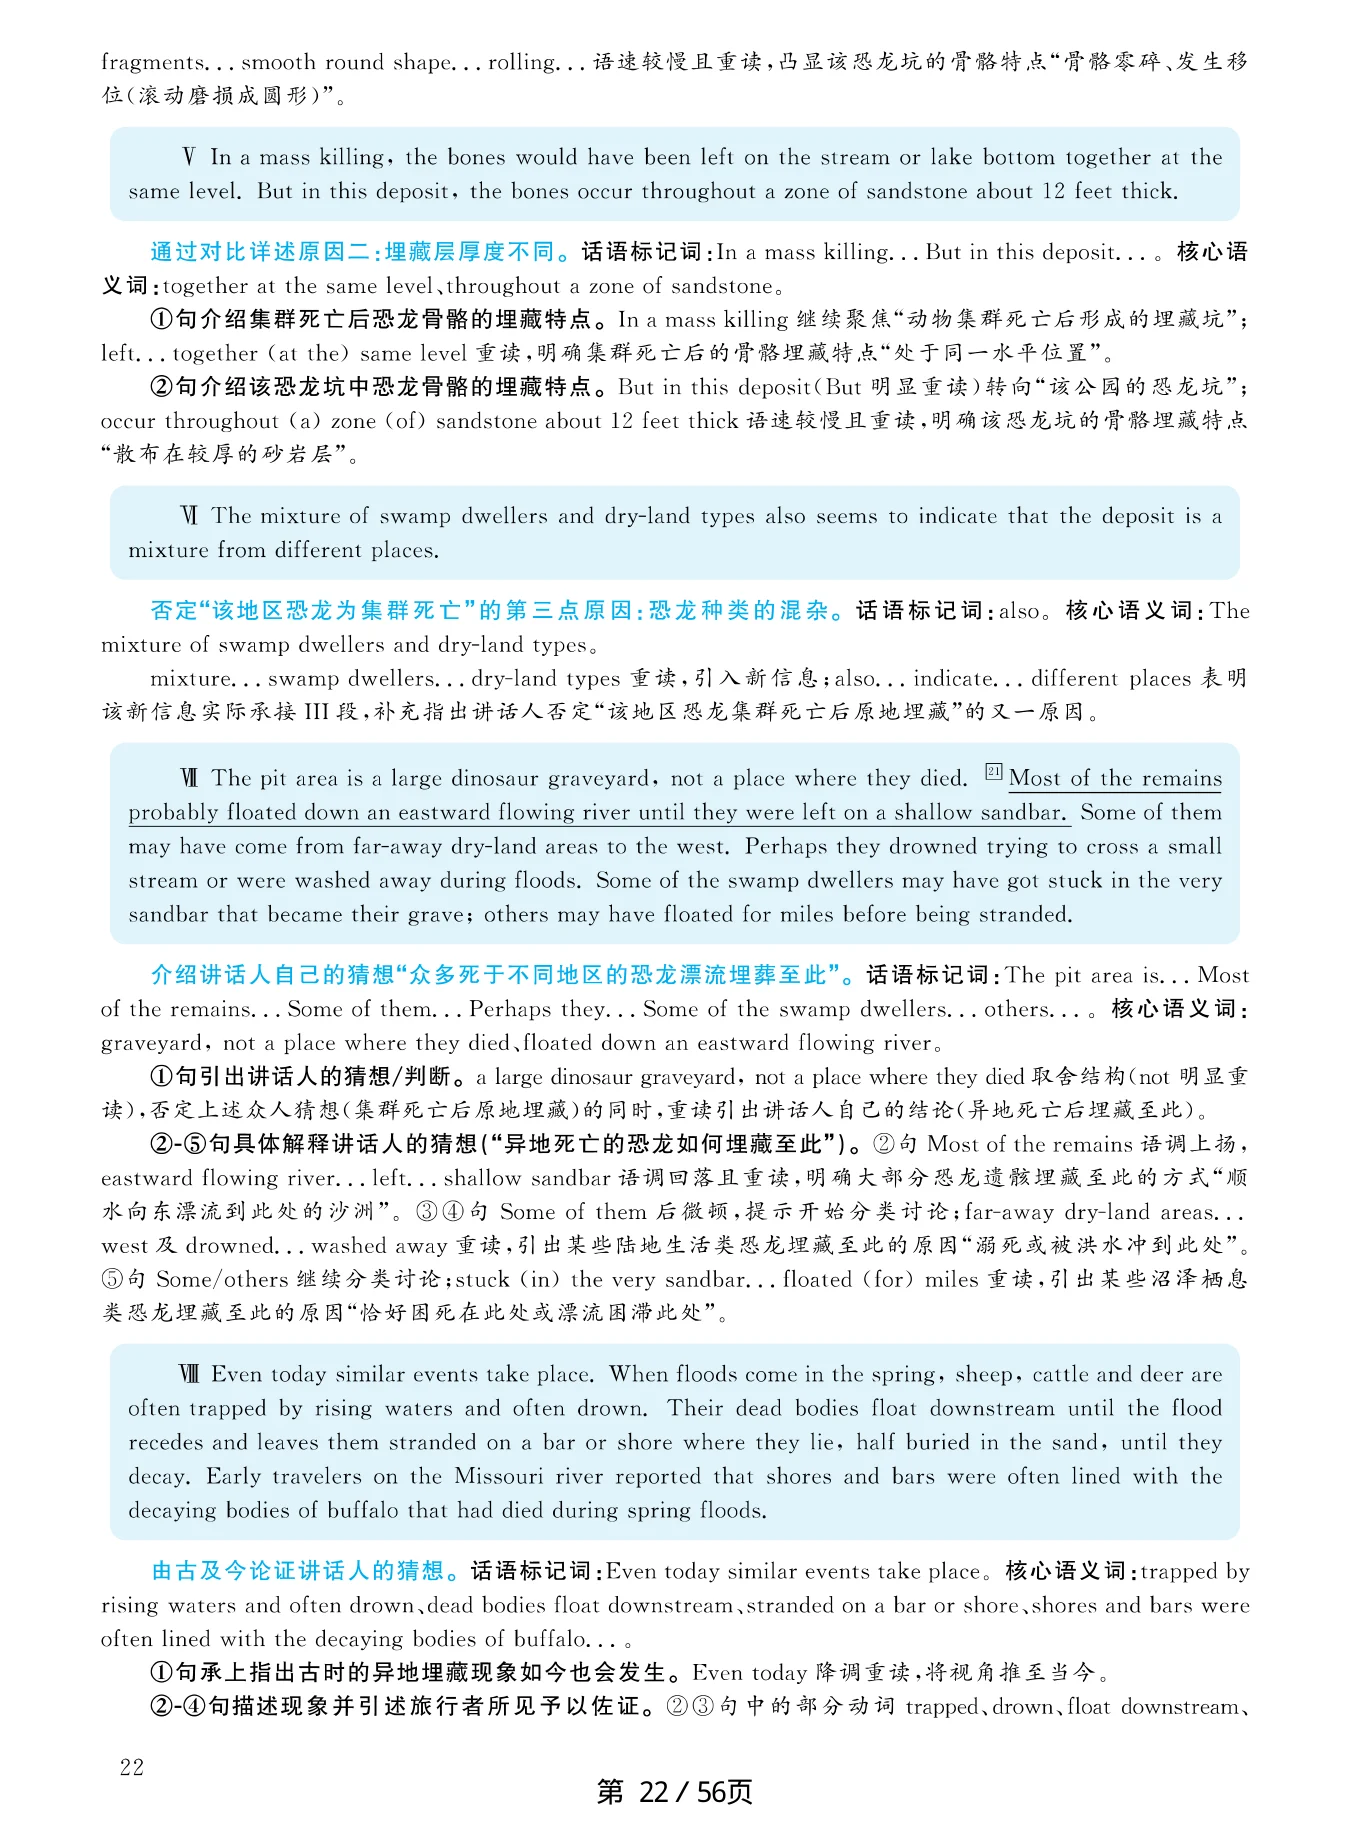 fragments...smooth round shape...rolling...语速较慢且重读,凸显该恐龙坑的骨骼特点“骨骼零碎、发生移
位(滚动磨损成圆形)”。
Ⅴ In a mass killing, the bones would have been left on the stream or lake bottom together at the
same level. But in this deposit, the bones occur throughout a zone of sandstone about 12 feet thick.
通过对比详述原因二:埋藏层厚度不同。话语标记词:In a mass killing...But in this deposit...。核心语
义词:together at the same level、throughout a zone of sandstone。
①句介绍集群死亡后恐龙骨骼的埋藏特点。In a mass killing 继续聚焦“动物集群死亡后形成的埋藏坑”;
left...together (at the) same level 重读,明确集群死亡后的骨骼埋藏特点“处于同一水平位置”。
②句介绍该恐龙坑中恐龙骨骼的埋藏特点。But in this deposit(But 明显重读)转向“该公园的恐龙坑”;
occur throughout (a) zone (of) sandstone about 12 feet thick 语速较慢且重读,明确该恐龙坑的骨骼埋藏特点
“散布在较厚的砂岩层”。
Ⅵ The mixture of swamp dwellers and dry-land types also seems to indicate that the deposit is a
mixture from different places.
否定“该地区恐龙为集群死亡”的第三点原因:恐龙种类的混杂。话语标记词:also。核心语义词:The
mixture of swamp dwellers and dry-land types。
mixture...swamp dwellers...dry-land types 重读,引入新信息;also...indicate...different places 表明
该新信息实际承接 III 段,补充指出讲话人否定“该地区恐龙集群死亡后原地埋藏”的又一原因。
Ⅶ The pit area is a large dinosaur graveyard, not a place where they died. [21] Most of the remains
probably floated down an eastward flowing river until they were left on a shallow sandbar. Some of them
may have come from far-away dry-land areas to the west. Perhaps they drowned trying to cross a small
stream or were washed away during floods. Some of the swamp dwellers may have got stuck in the very
sandbar that became their grave; others may have floated for miles before being stranded.
介绍讲话人自己的猜想“众多死于不同地区的恐龙漂流埋葬至此”。话语标记词:The pit area is...Most
of the remains...Some of them...Perhaps they...Some of the swamp dwellers...others...。核心语义词:
graveyard, not a place where they died、floated down an eastward flowing river。
①句引出讲话人的猜想/判断。a large dinosaur graveyard, not a place where they died 取舍结构(not 明显重
读),否定上述众人猜想(集群死亡后原地埋藏)的同时,重读引出讲话人自己的结论(异地死亡后埋藏至此)。
②-⑤句具体解释讲话人的猜想(“异地死亡的恐龙如何埋藏至此”)。②句 Most of the remains 语调上扬,
eastward flowing river...left...shallow sandbar 语调回落且重读,明确大部分恐龙遗骸埋藏至此的方式“顺
水向东漂流到此处的沙洲”。③④句 Some of them 后微顿,提示开始分类讨论;far-away dry-land areas...
west 及 drowned...washed away 重读,引出某些陆地生活类恐龙埋藏至此的原因“溺死或被洪水冲到此处”。
⑤句 Some/others 继续分类讨论;stuck (in) the very sandbar...floated (for) miles 重读,引出某些沼泽栖息
类恐龙埋藏至此的原因“恰好困死在此处或漂流困滞此处”。
Ⅷ Even today similar events take place. When floods come in the spring, sheep, cattle and deer are
often trapped by rising waters and often drown. Their dead bodies float downstream until the flood
recedes and leaves them stranded on a bar or shore where they lie, half buried in the sand, until they
decay. Early travelers on the Missouri river reported that shores and bars were often lined with the
decaying bodies of buffalo that had died during spring floods.
由古及今论证讲话人的猜想。话语标记词:Even today similar events take place。核心语义词:trapped by
rising waters and often drown、dead bodies float downstream、stranded on a bar or shore、shores and bars were
often lined with the decaying bodies of buffalo...。
①句承上指出古时的异地埋藏现象如今也会发生。Even today 降调重读,将视角推至当今。
②-④句描述现象并引述旅行者所见予以佐证。②③句中的部分动词 trapped、drown、float downstream、
22
第 22 / 56页